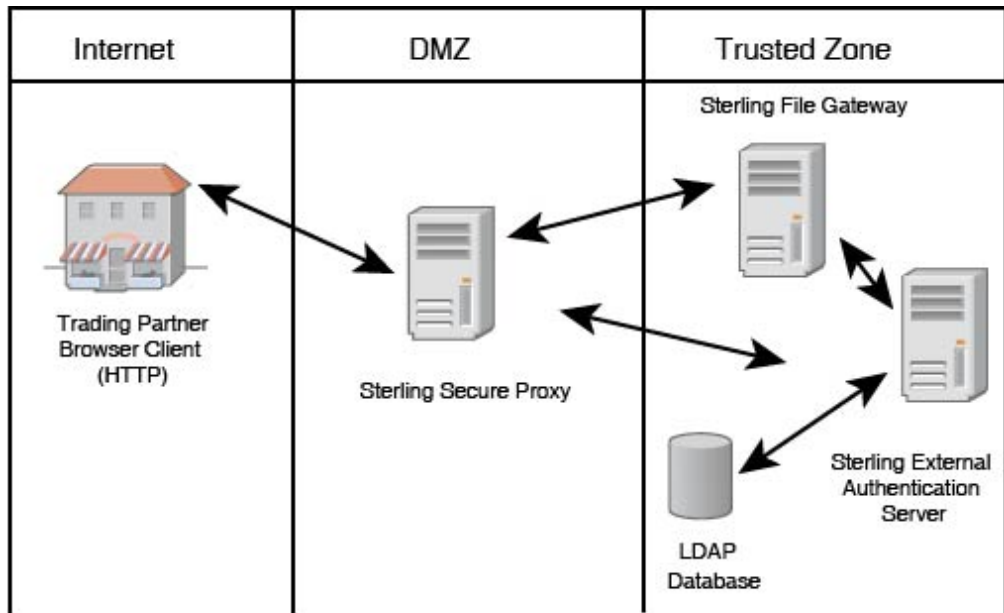 Internet
DMZ
Trusted Zone
Sterling File Gateway
Trading Partner
Browser Client
(HTTP)
Sterling Secure Proxy
Sterling External
Authentication
Server
LDAP
Database